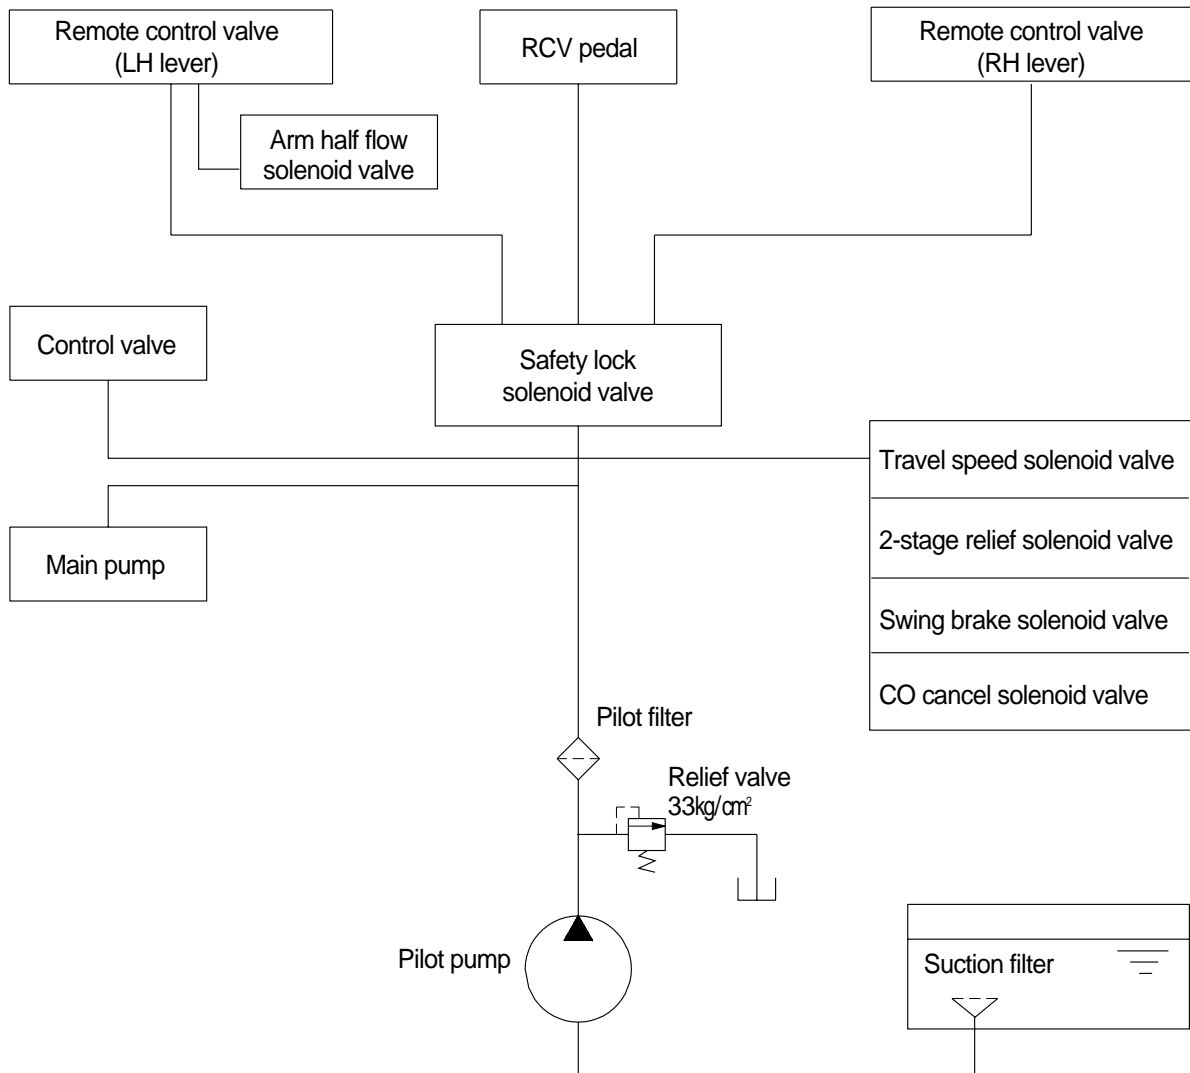 Remote control valve
(LH lever)
RCV pedal
Remote control valve
(RH lever)
Arm half flow
solenoid valve
Control valve
Safety lock
solenoid valve
Travel speed solenoid valve
2-stage relief solenoid valve
Swing brake solenoid valve
CO cancel solenoid valve
Main pump
Pilot filter
Relief valve
33kg/cm²
Pilot pump
Suction filter